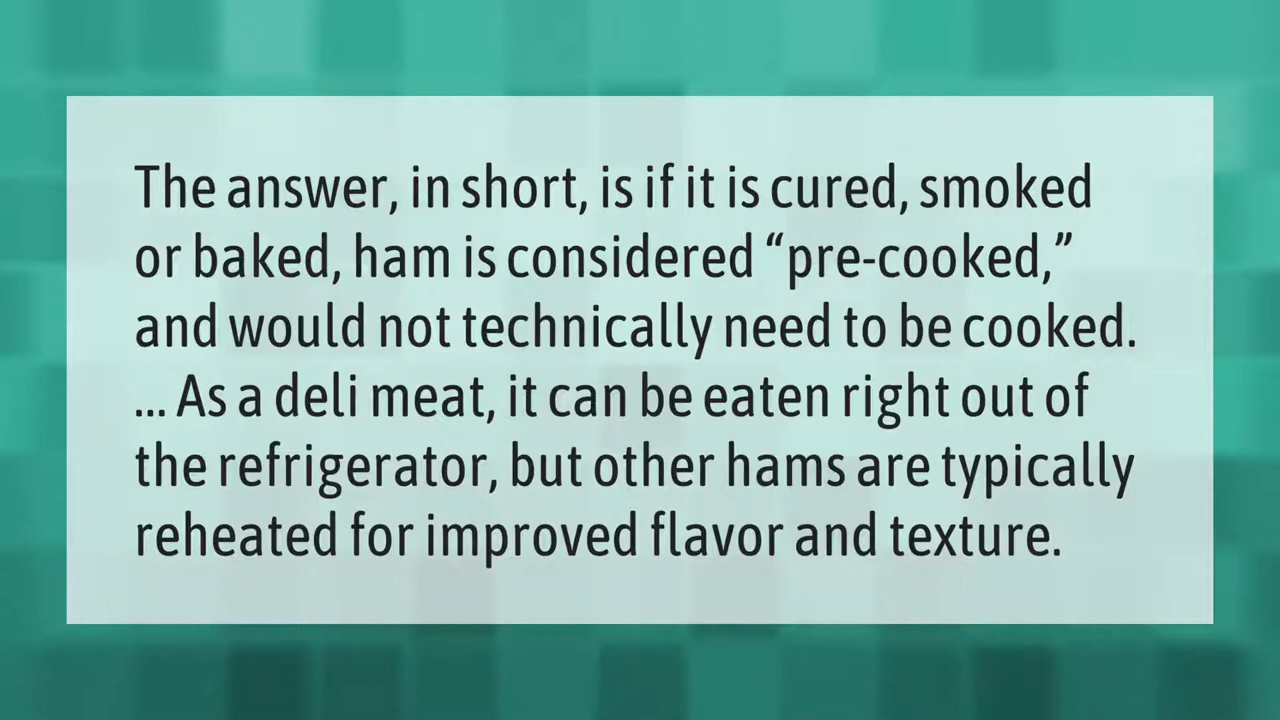 The answer, in short, is if it is cured, smoked
or baked, ham is considered “pre-cooked,”
and would not technically need to be cooked.
... As a deli meat, it can be eaten right out of
the refrigerator, but other hams are typically
reheated for improved flavor and texture.